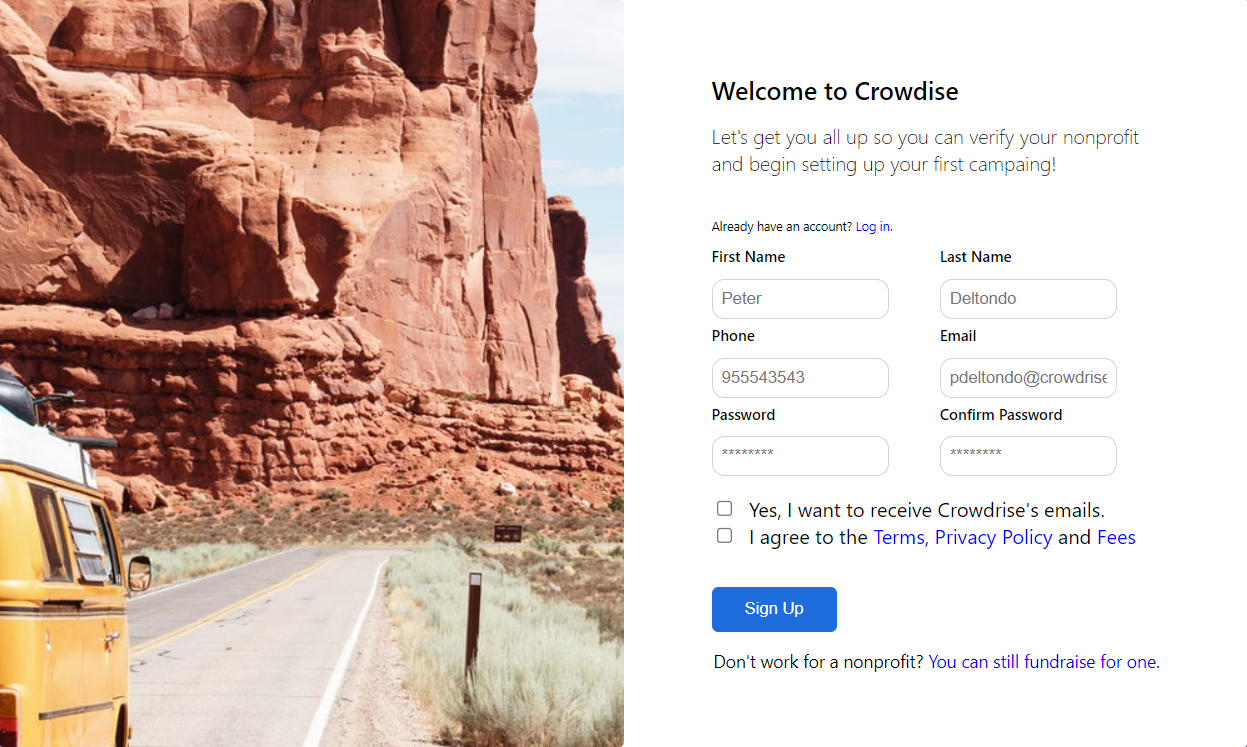 Welcome to Crowdise
Let's get you all up so you can verify your nonprofit
and begin setting up your first campaing!
Already have an account? Log in.
First Name Last Name
Peter Deltondo
Phone Email
955543543 pdeltondo@crowdrise
Password Confirm Password
******** ********
Yes, I want to receive Crowdrise's emails.
I agree to the Terms, Privacy Policy and Fees
Sign Up
Don't work for a nonprofit? You can still fundraise for one.